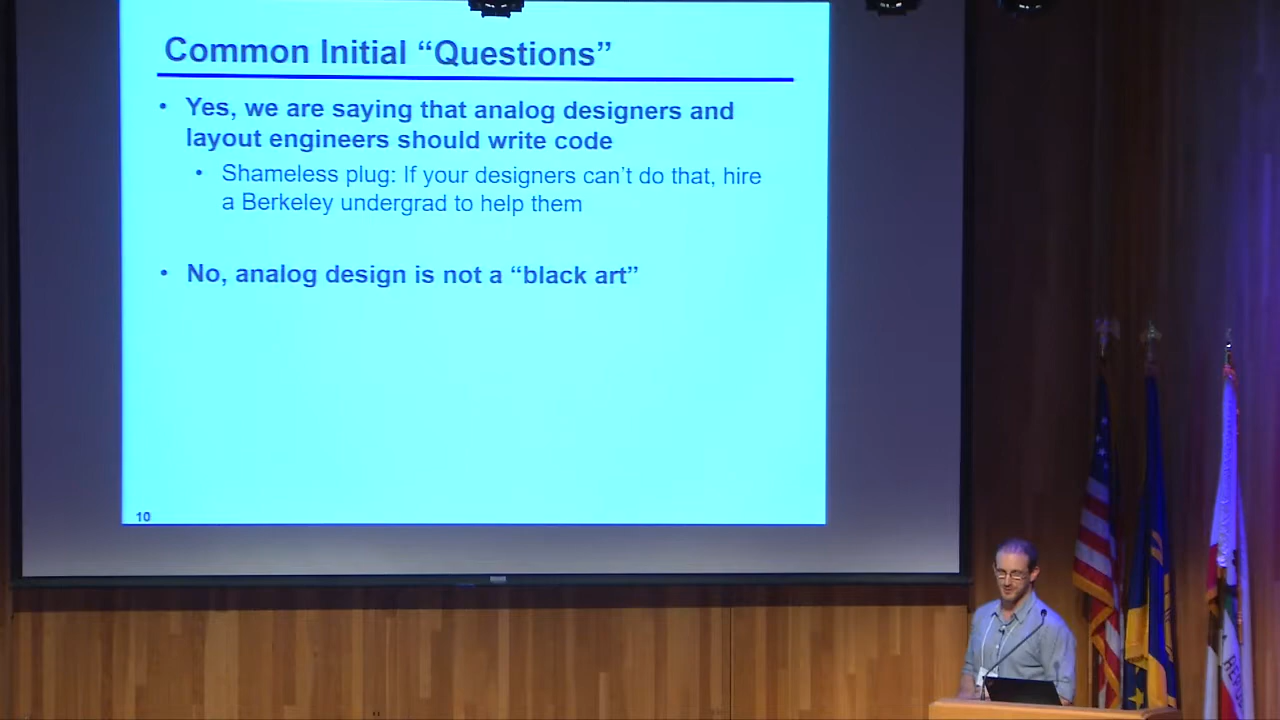 Common Initial “Questions”
• Yes, we are saying that analog designers and
layout engineers should write code
• Shameless plug: If your designers can’t do that, hire
a Berkeley undergrad to help them
• No, analog design is not a “black art”
10